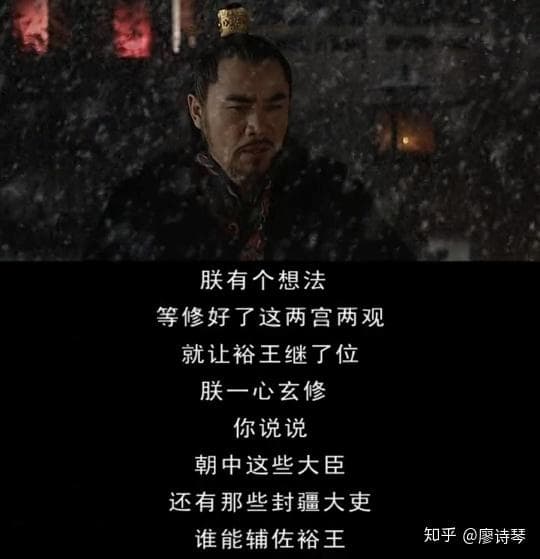 朕有个想法
等修好了这两宫两观
就让裕王继了位
朕一心玄修
你说说
朝中这些大臣
还有那些封疆大吏
谁能辅佐裕王
知乎 @廖诗琴